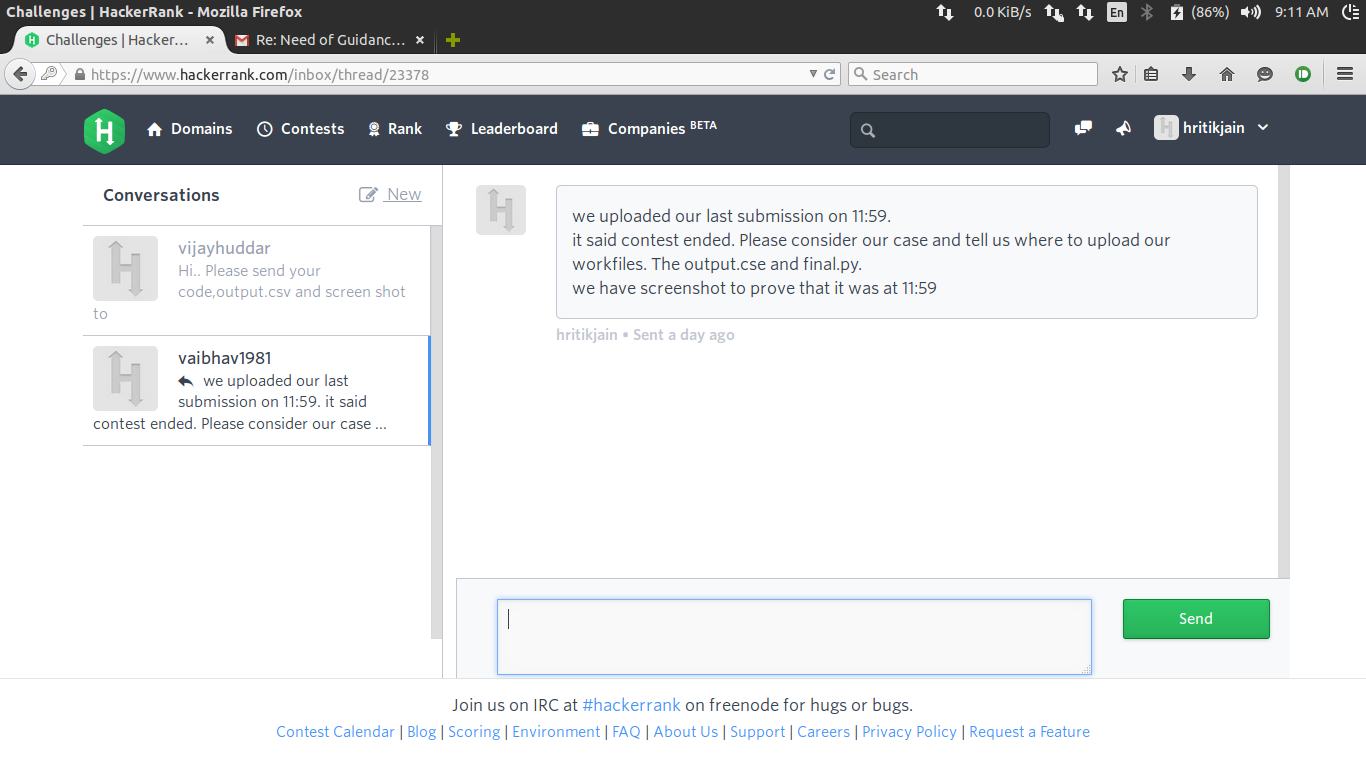 Challenges | HackerRank - Mozilla Firefox
0.0 KiB/s En (86%) 9:11 AM
Challenges | Hacker... × Re: Need of Guidanc... ×
https://www.hackerrank.com/inbox/thread/23378 Search
H Domains Contests Rank Leaderboard Companies BETA hritikjain
Conversations New
vijayhuddar
Hi.. Please send your
code,output.csv and screen shot
to
vaibhav1981
we uploaded our last
submission on 11:59. it said
contest ended. Please consider our case ...
we uploaded our last submission on 11:59.
it said contest ended. Please consider our case and tell us where to upload our
workfiles. The output.cse and final.py.
we have screenshot to prove that it was at 11:59
hritikjain • Sent a day ago
Send
Join us on IRC at #hackerrank on freenode for hugs or bugs.
Contest Calendar | Blog | Scoring | Environment | FAQ | About Us | Support | Careers | Privacy Policy | Request a Feature